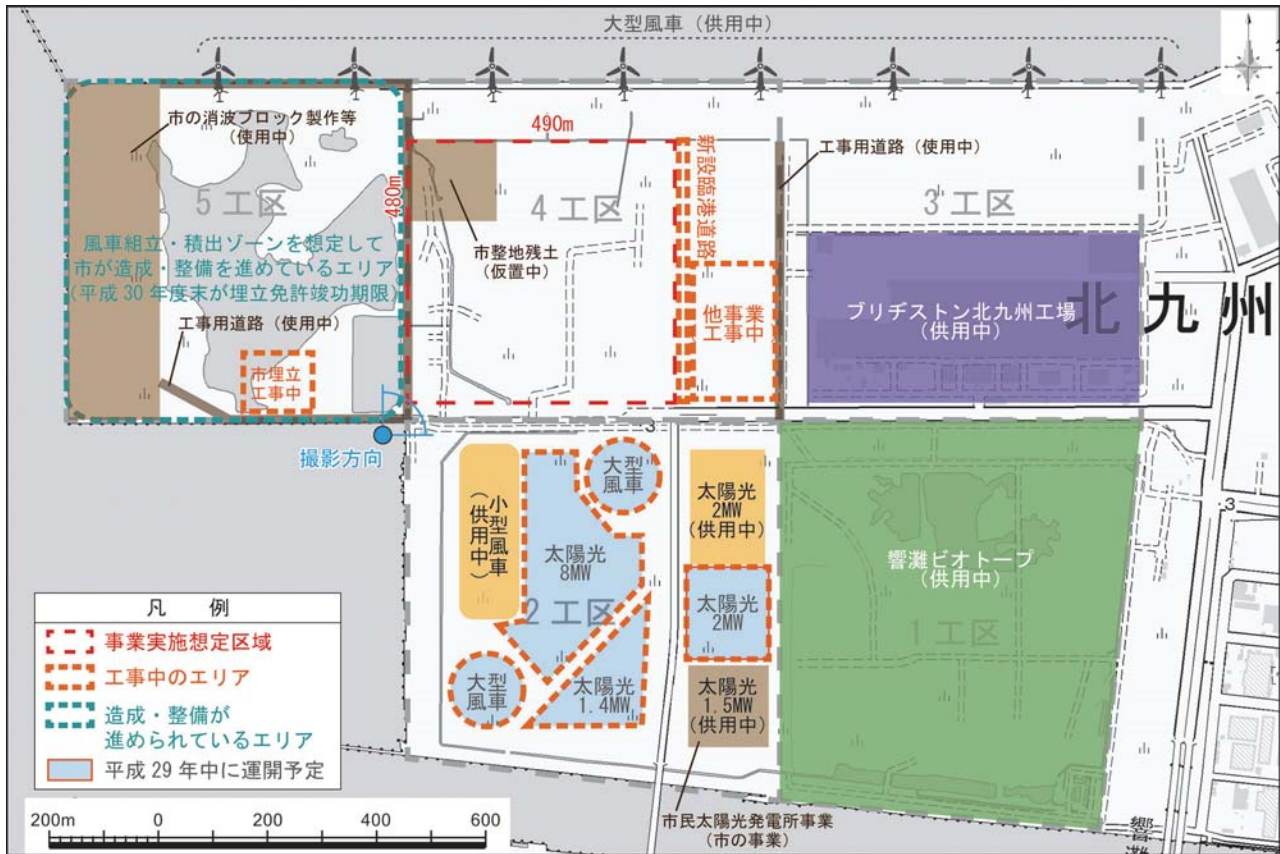 大型風車（供用中）
市の消波ブロック製作等
（使用中）
490m
480m
新設臨港道路
工事用道路（使用中）
5工区
4工区
3工区
風車組立・積出ゾーンを想定して
市が造成・整備を進めているエリア
（平成30年度末が埋立免許竣功期限）
市整地残土
（仮置中）
工事用道路（使用中）
市埋立
工事中
他事業
工事中
ブリヂストン北九州工場
（供用中）
北九州
撮影方向
・3
小型風車
（供用中）
大型
風車
太陽光
8MW
2工区
大型
風車
太陽光
1.4MW
太陽光
2MW
（供用中）
太陽光
2MW
太陽光
1.5MW
（供用中）
響灘ビオトープ
（供用中）
1工区
・3
凡　例
事業実施想定区域
工事中のエリア
造成・整備が
進められているエリア
平成29年中に運開予定
200m 0 200 400 600
市民太陽光発電所事業
（市の事業）
響灘